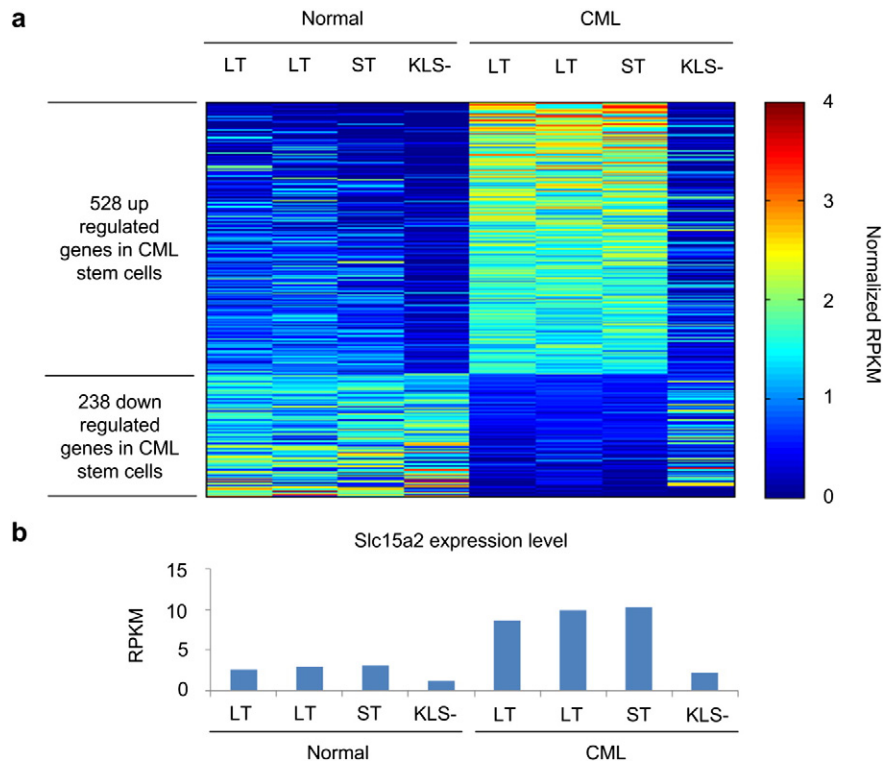 a
Normal CML
LT LT ST KLS- LT LT ST KLS-
528 up
regulated
genes in CML
stem cells
238 down
regulated
genes in CML
stem cells
4
3
2
1
0
Normalized RPKM
b
Slc15a2 expression level
RPKM
15
10
5
0
LT LT ST KLS- LT LT ST KLS-
Normal CML